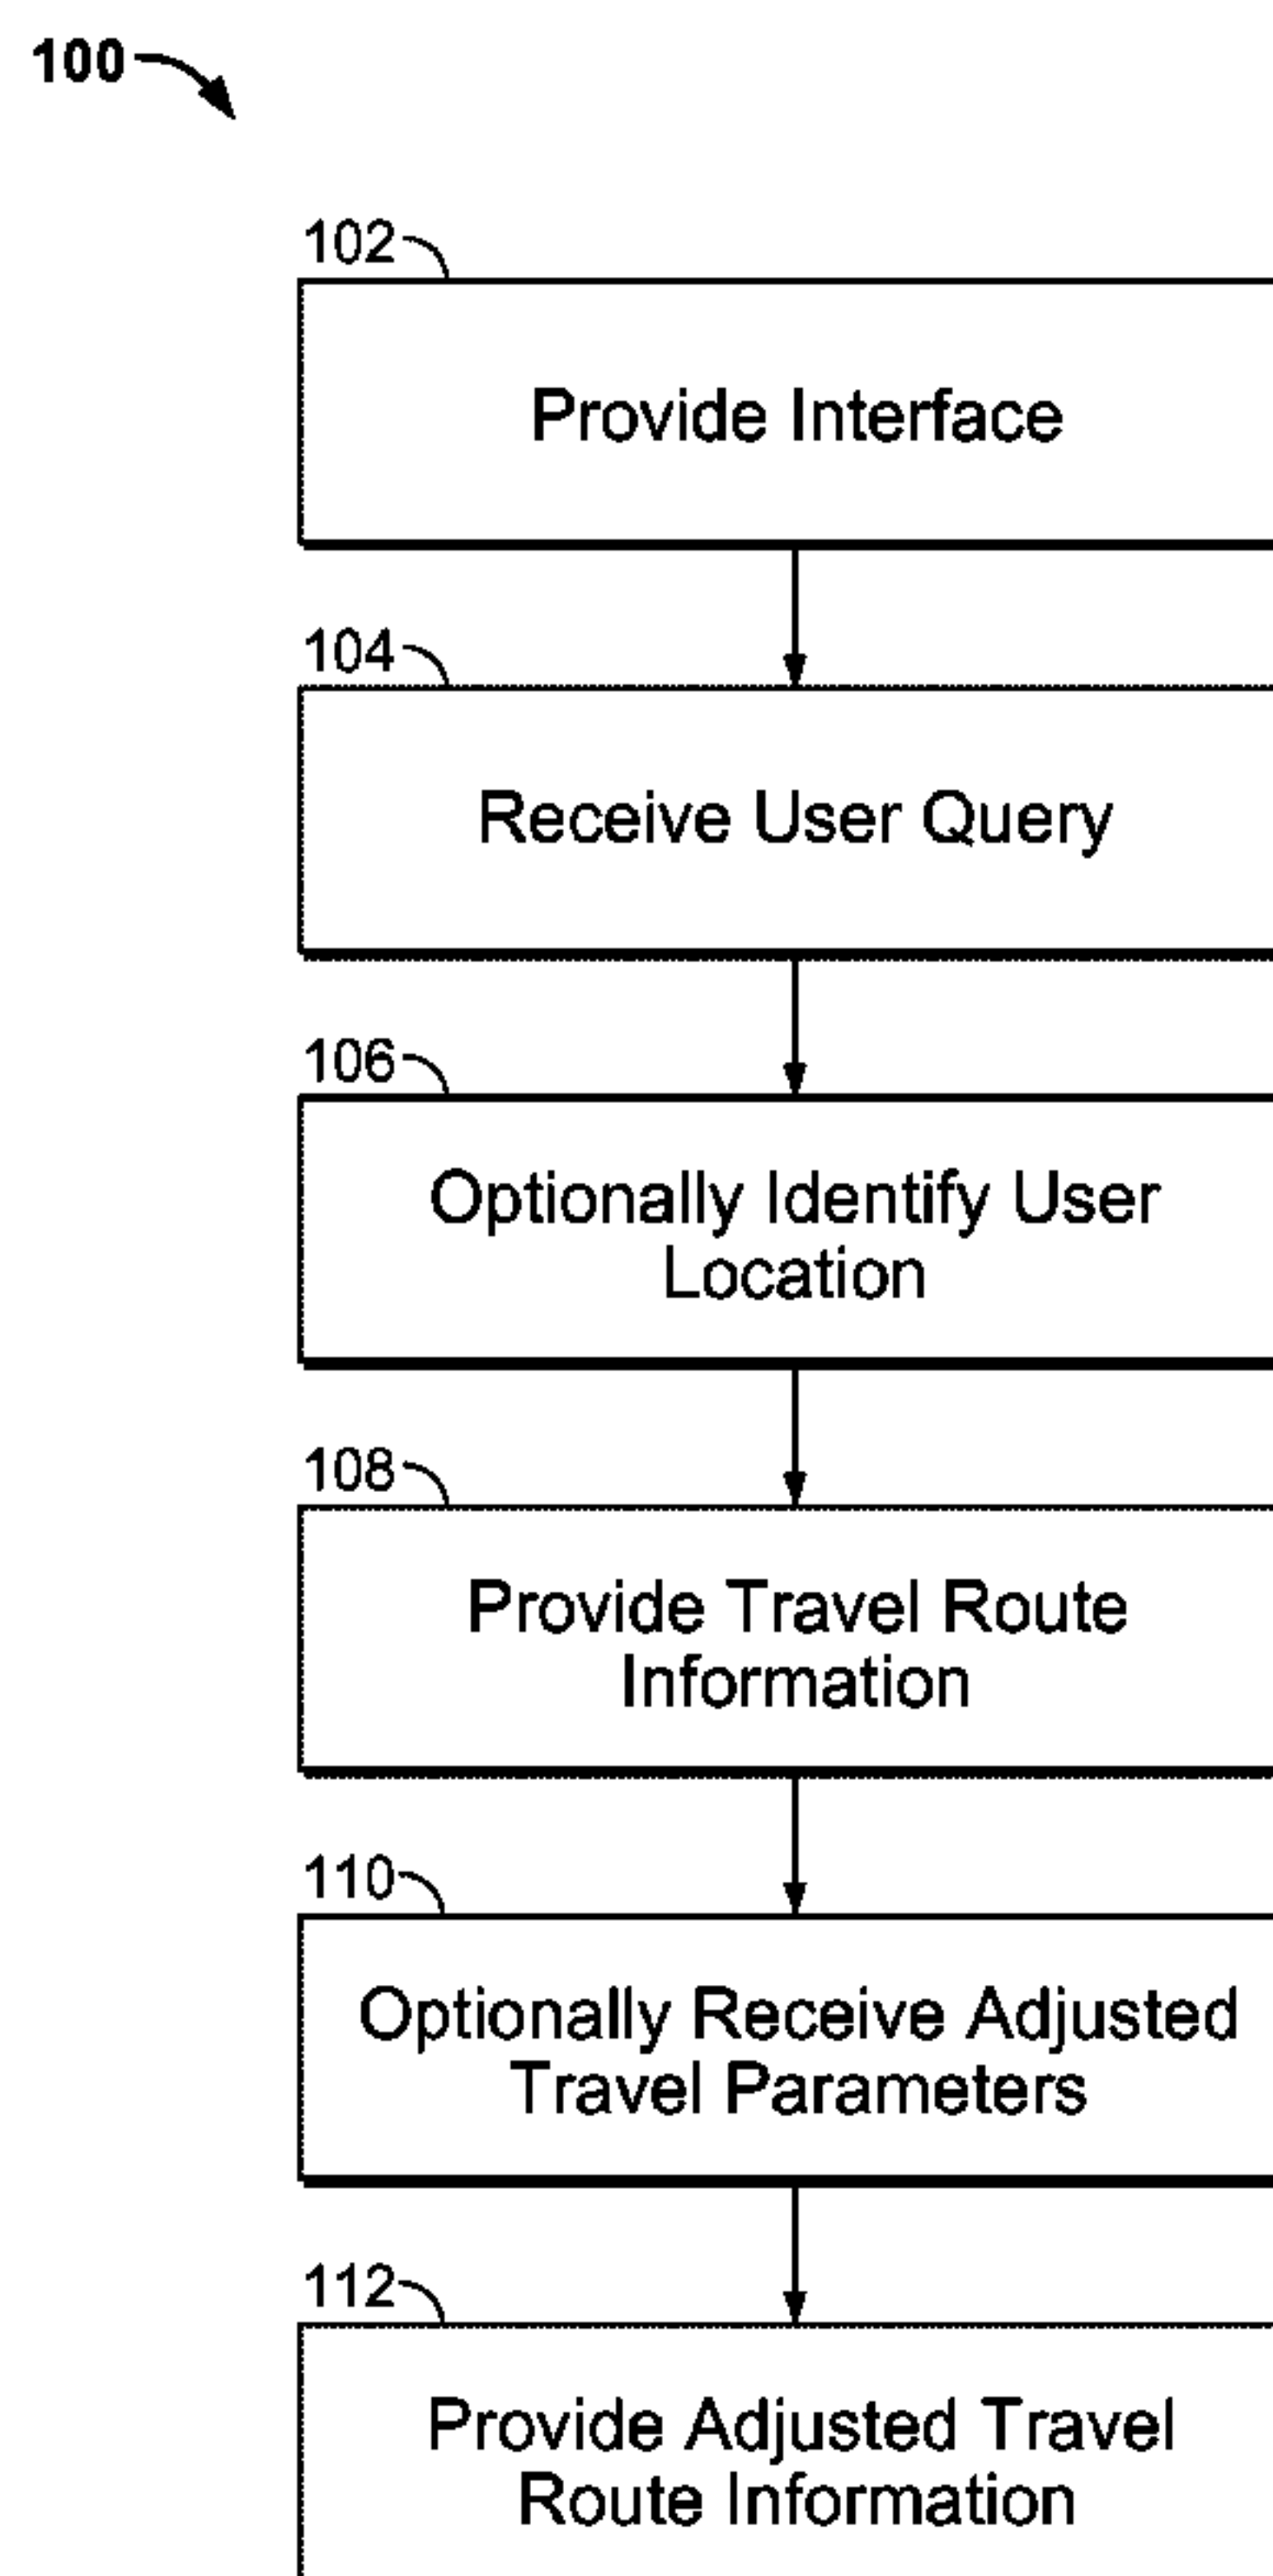 100
102
Provide Interface
104
Receive User Query
106
Optionally Identify User
Location
108
Provide Travel Route
Information
110
Optionally Receive Adjusted
Travel Parameters
112
Provide Adjusted Travel
Route Information